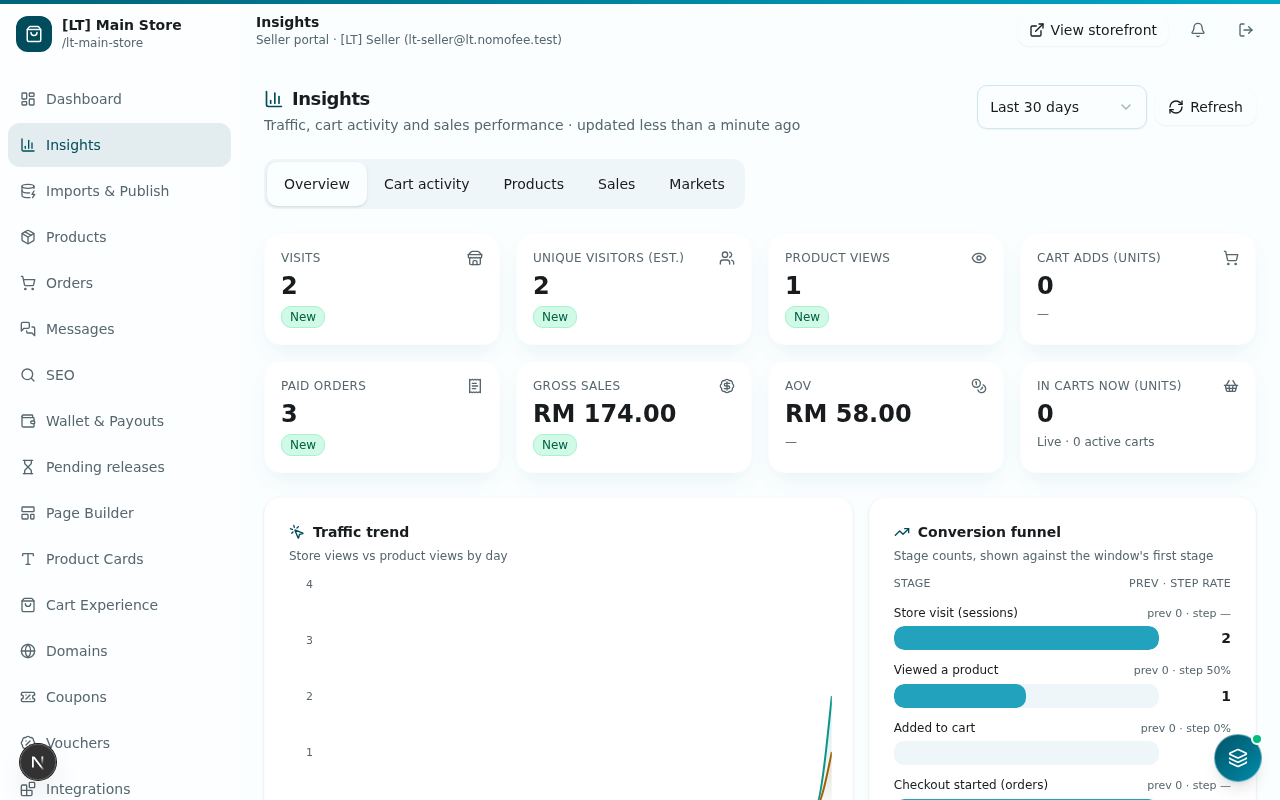 [LT] Main Store
/lt-main-store
Insights
Seller portal · [LT] Seller (lt-seller@lt.nomofee.test)
View storefront
Dashboard
Insights
Imports & Publish
Products
Orders
Messages
SEO
Wallet & Payouts
Pending releases
Page Builder
Product Cards
Cart Experience
Domains
Coupons
Vouchers
Integrations
N
Insights
Traffic, cart activity and sales performance · updated less than a minute ago
Last 30 days
Refresh
Overview
Cart activity
Products
Sales
Markets
VISITS
2
New
UNIQUE VISITORS (EST.)
2
New
PRODUCT VIEWS
1
New
CART ADDS (UNITS)
0
—
PAID ORDERS
3
New
GROSS SALES
RM 174.00
New
AOV
RM 58.00
—
IN CARTS NOW (UNITS)
0
Live · 0 active carts
Traffic trend
Store views vs product views by day
4
3
2
1
Conversion funnel
Stage counts, shown against the window's first stage
STAGE
PREV · STEP RATE
Store visit (sessions)
prev 0 · step —
2
Viewed a product
prev 0 · step 50%
1
Added to cart
prev 0 · step 0%
Checkout started (orders)
prev 0 · step —